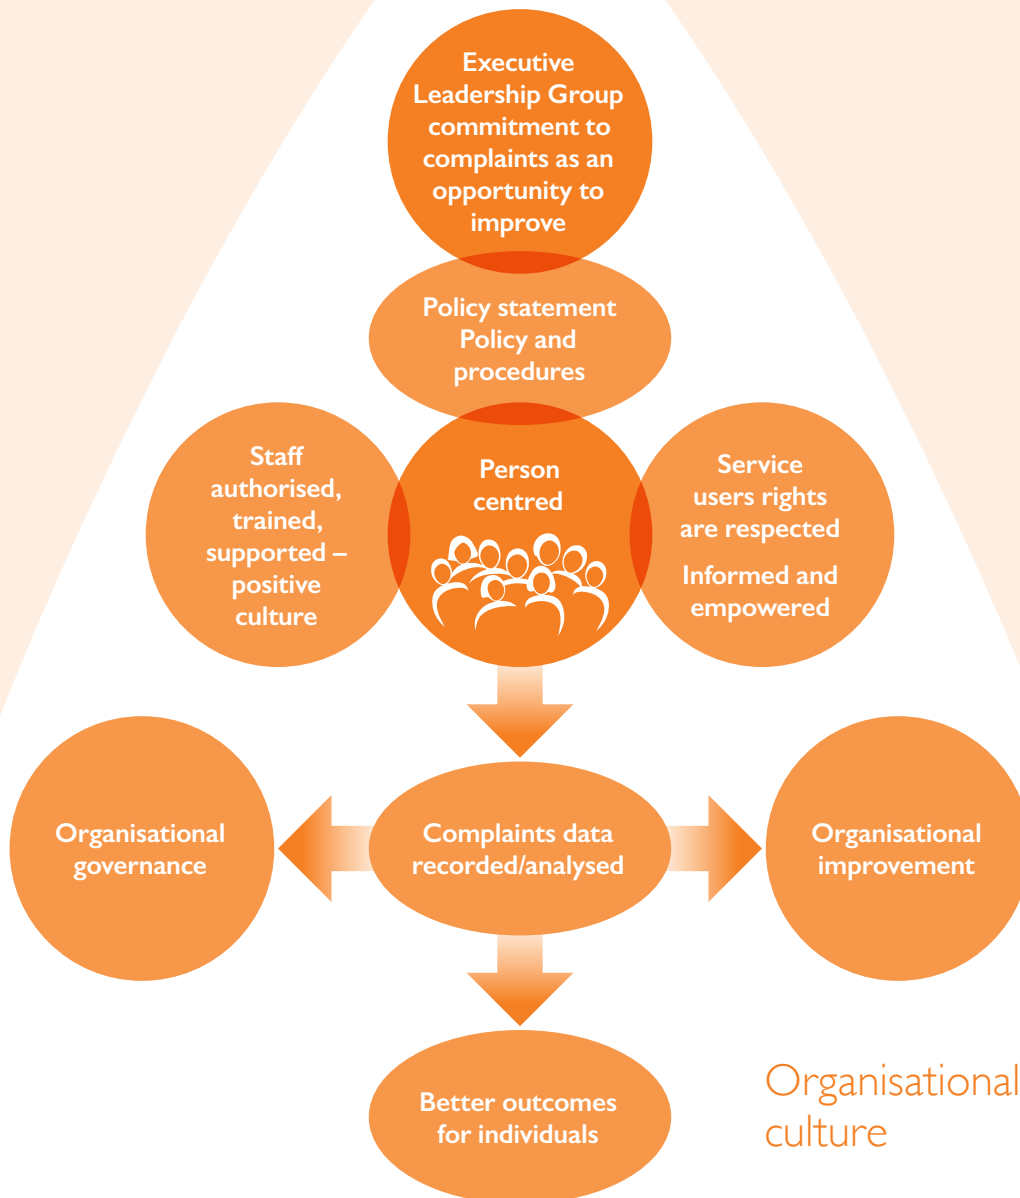 Executive
Leadership Group
commitment to
complaints as an
opportunity to
improve
Policy statement
Policy and
procedures
Staff
authorised,
trained,
supported –
positive
culture
Person
centred
Service
users rights
are respected
Informed and
empowered
Organisational
governance
Complaints data
recorded/analysed
Organisational
improvement
Better outcomes
for individuals
Organisational
culture